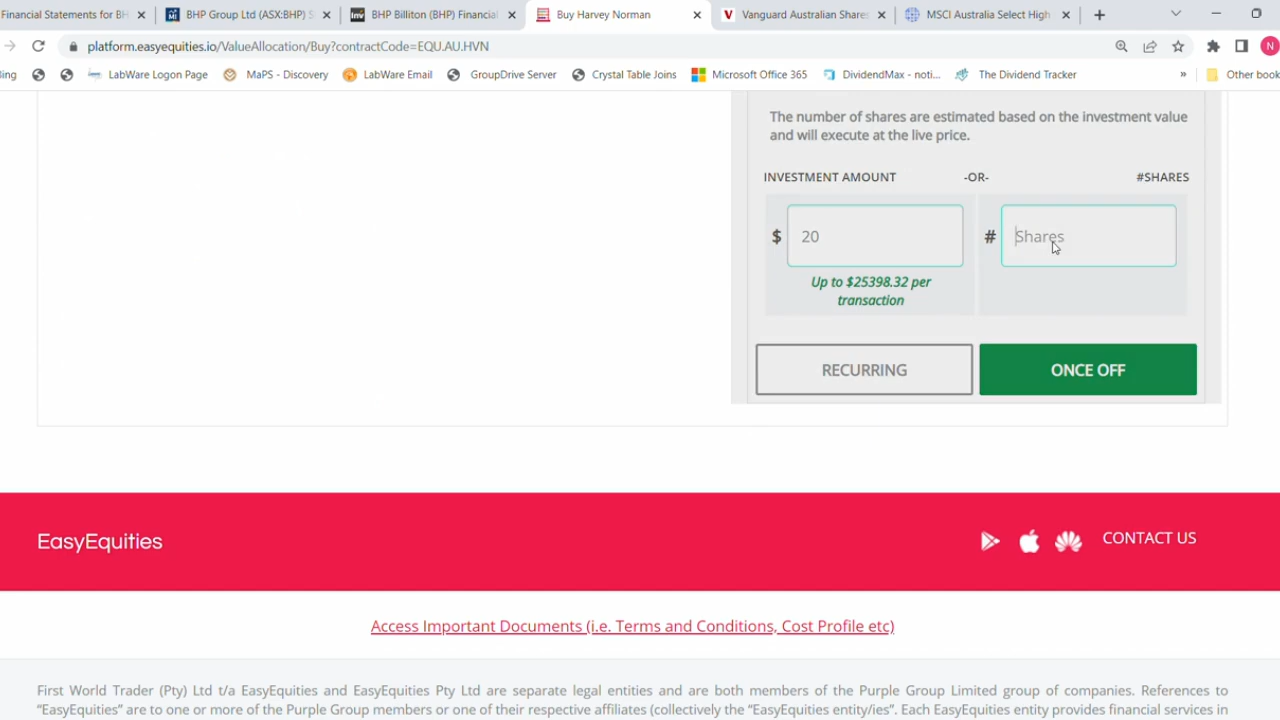 Financial Statements for BH
BHP Group Ltd (ASX:BHP) S
Inv
BHP Billiton (BHP) Financial
Buy Harvey Norman
V
Vanguard Australian Share
MSCI Australia Select High
platform.easyequities.io/ValueAllocation/Buy?contractCode=EQU.AU.HVN
N
Bing
LabWare Logon Page
MaPS - Discovery
LabWare Email
GroupDrive Server
Crystal Table Joins
Microsoft Office 365
DividendMax - noti...
The Dividend Tracker
»
Other book
The number of shares are estimated based on the investment value
and will execute at the live price.
INVESTMENT AMOUNT -OR- #SHARES
$ 20 # Shares
Up to $25398.32 per
transaction
RECURRING ONCE OFF
EasyEquities
CONTACT US
Access Important Documents (i.e. Terms and Conditions, Cost Profile etc)
First World Trader (Pty) Ltd t/a EasyEquities and EasyEquities Pty Ltd are separate legal entities and are both members of the Purple Group Limited group of companies. References to
“EasyEquities” are to one or more of the Purple Group members or one of their respective affiliates (collectively the “EasyEquities entity/ies”. Each EasyEquities entity provides financial services in